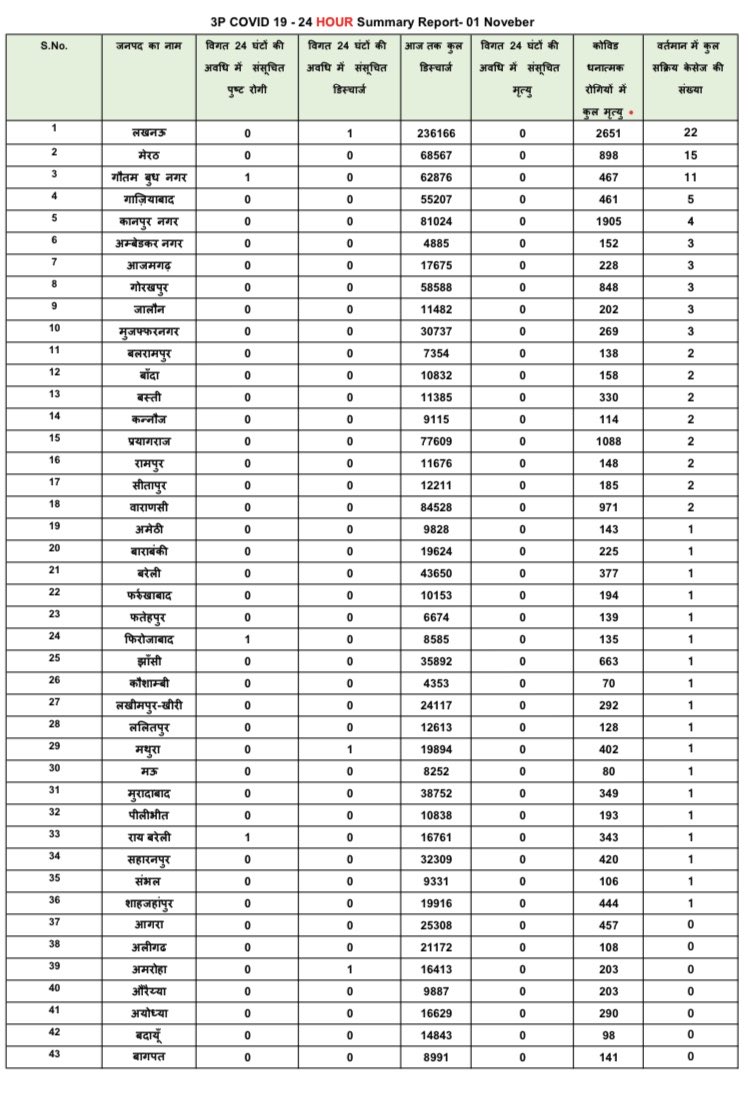 3P COVID 19 - 24 HOUR Summary Report- 01 Noveber
S.No. जनपद का नाम विगत 24 घंटों की अवधि में संसूचित पुष्ट रोगी विगत 24 घंटों की अवधि में संसूचित डिस्चार्ज आज तक कुल डिस्चार्ज विगत 24 घंटों की अवधि में संसूचित मृत्यु कोविड धनात्मक रोगियों में कुल मृत्यु वर्तमान में कुल सक्रिय केसेज की संख्या
1 लखनऊ 0 1 236166 0 2651 22
2 मेरठ 0 0 68567 0 898 15
3 गौतम बुध नगर 1 0 62876 0 467 11
4 गाज़ियाबाद 0 0 55207 0 461 5
5 कानपुर नगर 0 0 81024 0 1905 4
6 अम्बेडकर नगर 0 0 4885 0 152 3
7 आजमगढ़ 0 0 17675 0 228 3
8 गोरखपुर 0 0 58588 0 848 3
9 जालौन 0 0 11482 0 202 3
10 मुजफ्फरनगर 0 0 30737 0 269 3
11 बलरामपुर 0 0 7354 0 138 2
12 बाँदा 0 0 10832 0 158 2
13 बस्ती 0 0 11385 0 330 2
14 कन्नौज 0 0 9115 0 114 2
15 प्रयागराज 0 0 77609 0 1088 2
16 रामपुर 0 0 11676 0 148 2
17 सीतापुर 0 0 12211 0 185 2
18 वाराणसी 0 0 84528 0 971 2
19 अमेठी 0 0 9828 0 143 1
20 बाराबंकी 0 0 19624 0 225 1
21 बरेली 0 0 43650 0 377 1
22 फर्रुखाबाद 0 0 10153 0 194 1
23 फतेहपुर 0 0 6674 0 139 1
24 फिरोजाबाद 1 0 8585 0 135 1
25 झाँसी 0 0 35892 0 663 1
26 कौशाम्बी 0 0 4353 0 70 1
27 लखीमपुर-खीरी 0 0 24117 0 292 1
28 ललितपुर 0 0 12613 0 128 1
29 मथुरा 0 1 19894 0 402 1
30 मऊ 0 0 8252 0 80 1
31 मुरादाबाद 0 0 38752 0 349 1
32 पीलीभीत 0 0 10838 0 193 1
33 राय बरेली 1 0 16761 0 343 1
34 सहारनपुर 0 0 32309 0 420 1
35 संभल 0 0 9331 0 106 1
36 शाहजहांपुर 0 0 19916 0 444 1
37 आगरा 0 0 25308 0 457 0
38 अलीगढ 0 0 21172 0 108 0
39 अमरोहा 0 1 16413 0 203 0
40 औरैय्या 0 0 9887 0 203 0
41 अयोध्या 0 0 16629 0 290 0
42 बदायूँ 0 0 14843 0 98 0
43 बागपत 0 0 8991 0 141 0